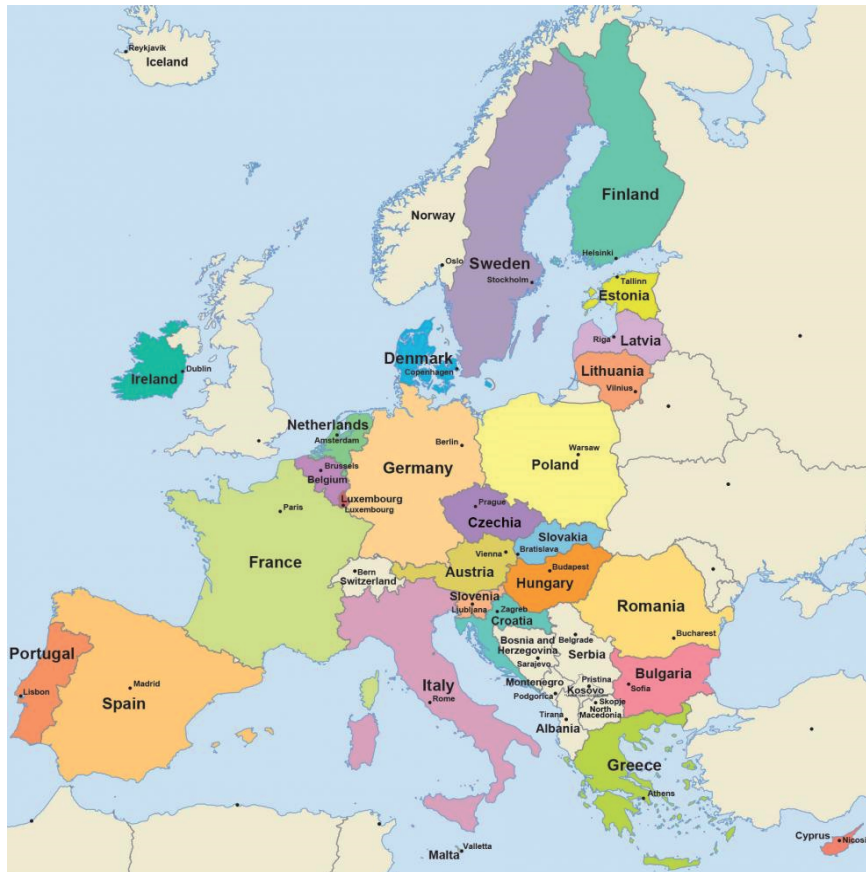 Reykjavík
Iceland
Norway
Finland
Oslo
Helsinki
Sweden
Stockholm
Tallinn
Estonia
Riga
Latvia
Denmark
Copenhagen
Lithuania
Vilnius
Dublin
Ireland
Netherlands
Amsterdam
Berlin
Warsaw
Poland
Germany
Brussels
Belgium
Luxembourg
Luxembourg
Paris
Prague
Czechia
France
Slovakia
Vienna
Bratislava
Austria
Budapest
Hungary
Bern
Switzerland
Slovenia
Ljubljana
Zagreb
Croatia
Romania
Bucharest
Bosnia and
Herzegovina
Sarajevo
Belgrade
Serbia
Portugal
Lisbon
Madrid
Spain
Italy
Rome
Montenegro
Podgorica
Pristina
Kosovo
Bulgaria
Sofia
Skopje
North
Macedonia
Tirana
Albania
Greece
Athens
Valletta
Malta
Cyprus
Nicosi